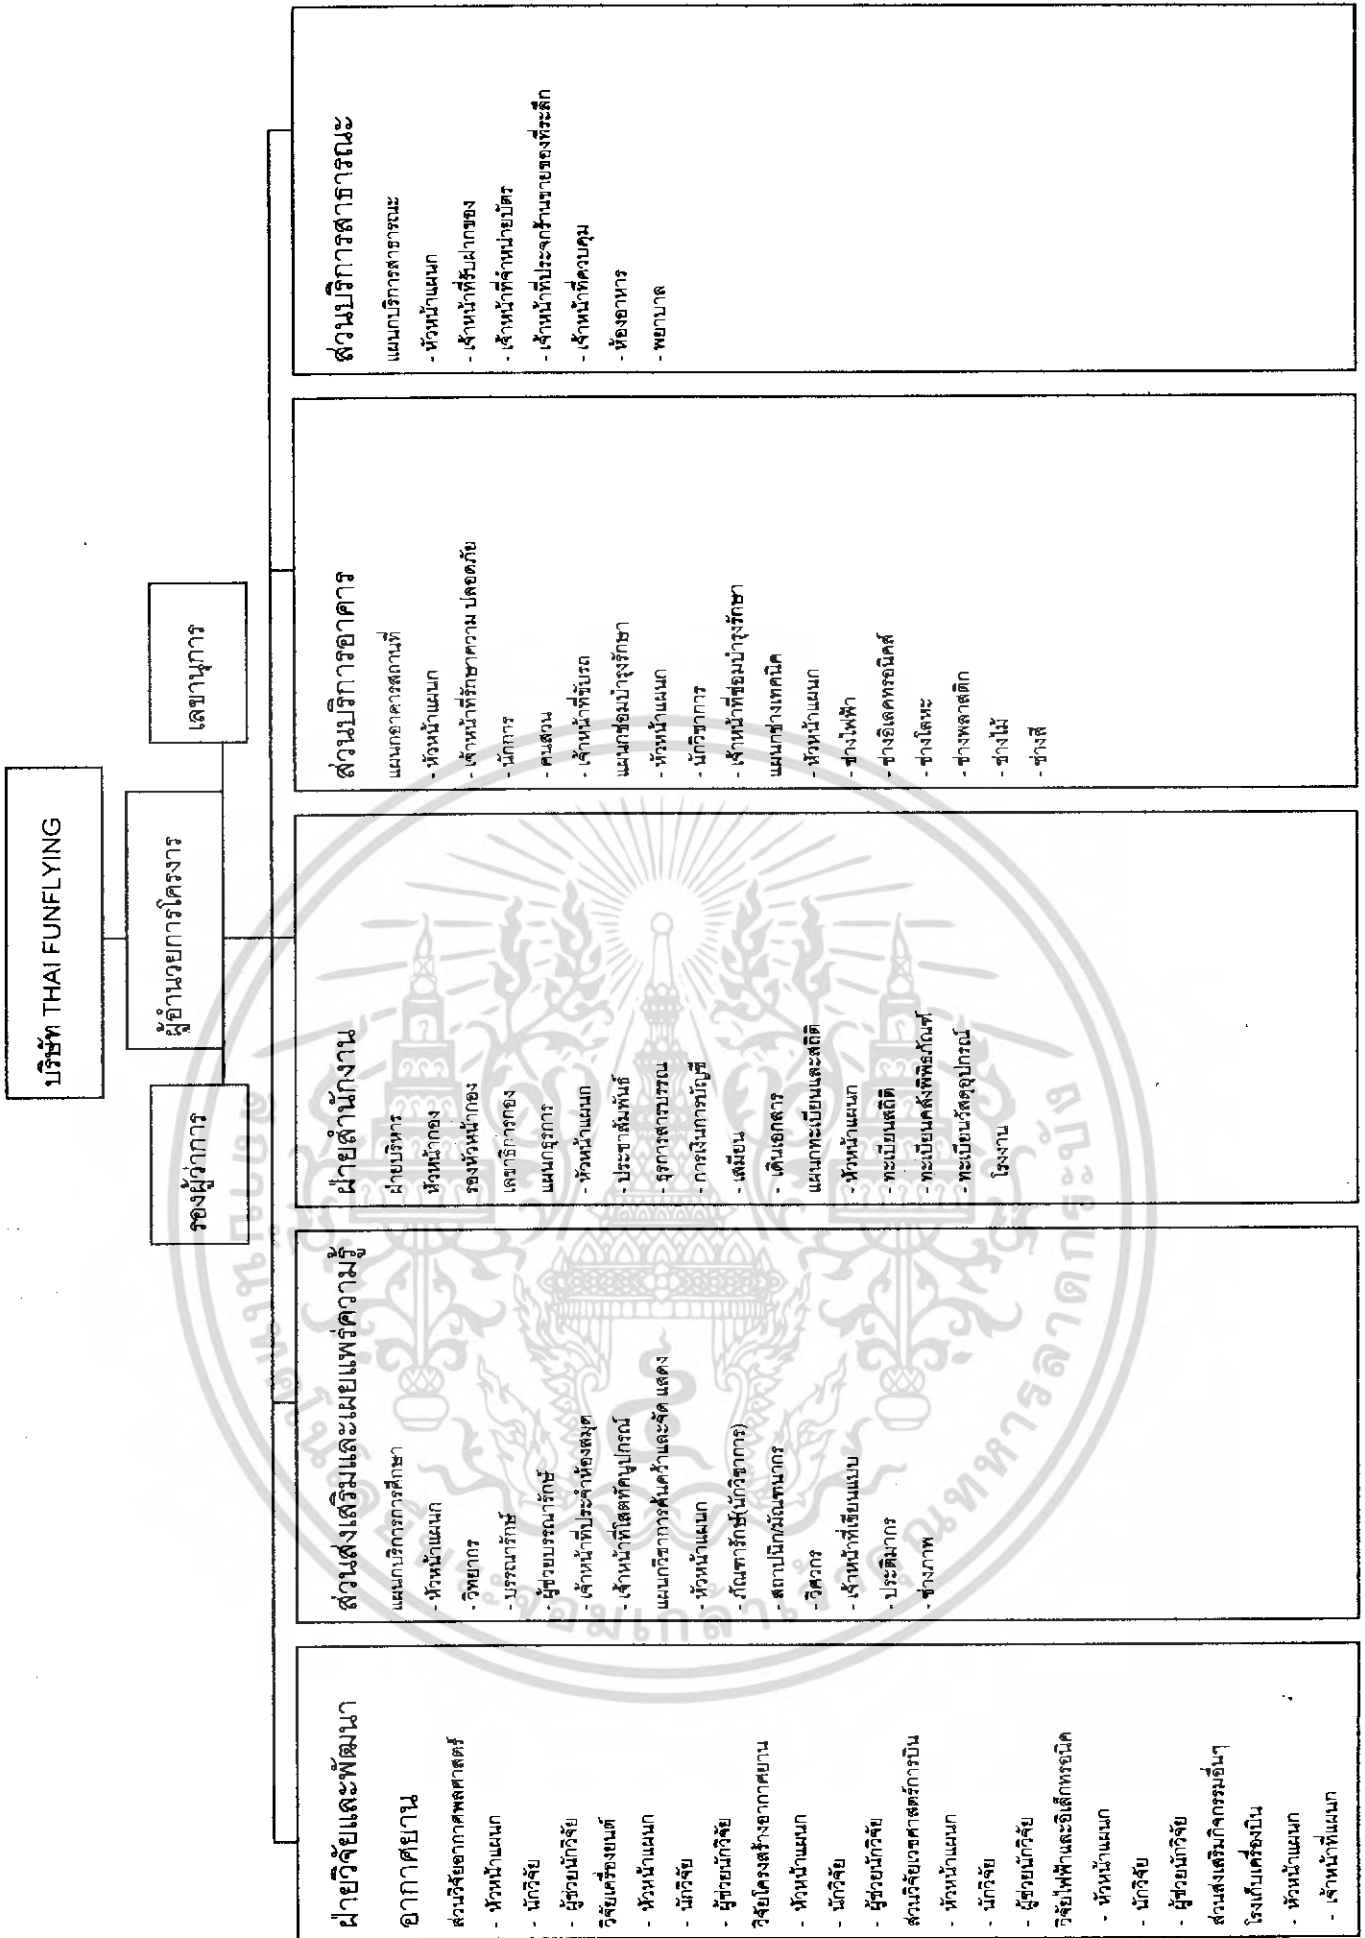 บริษัท THAI FUNFLYING
ผู้อำนวยการโครงาร
รองผู้ว่าการ
เลขานุการ
ฝ่ายวิจัยและพัฒนา
อากาศยาน
ส่วนวิจัยอากาศพลศาสตร์
- หัวหน้าแผนก
- นักวิจัย
- ผู้ช่วยนักวิจัย
วิจัยเครื่องยนต์
- หัวหน้าแผนก
- นักวิจัย
- ผู้ช่วยนักวิจัย
วิจัยโครงสร้างอากาศยาน
- หัวหน้าแผนก
- นักวิจัย
- ผู้ช่วยนักวิจัย
ส่วนวิจัยเวชศาสตร์การบิน
- หัวหน้าแผนก
- นักวิจัย
- ผู้ช่วยนักวิจัย
วิจัยไฟฟ้าและอิเล็กทรอนิค
- หัวหน้าแผนก
- นักวิจัย
- ผู้ช่วยนักวิจัย
ส่วนส่งเสริมกิจกรรมอื่นๆ
โรงเก็บเครื่องบิน
- หัวหน้าแผนก
- เจ้าหน้าที่แผนก
ส่วนส่งเสริมและเผยแพร่ความรู้
แผนกบริการการศึกษา
- หัวหน้าแผนก
- วิทยากร
- บรรณารักษ์
- ผู้ช่วยบรรณารักษ์
- เจ้าหน้าที่ประจำห้องสมุด
- เจ้าหน้าที่โสตทัศนูปกรณ์
แผนกวิชาการค้นคว้าและจัด แสดง
- หัวหน้าแผนก
- ภัณฑารักษ์(นักวิชาการ)
- สถาปนิก/มัณฑนากร
- วิศวกร
- เจ้าหน้าที่เขียนแบบ
- ประติมากร
- ช่างภาพ
ฝ่ายสำนักงาน
ฝ่ายบริหาร
หัวหน้ากอง
รองหัวหน้ากอง
เลขาธิการกอง
แผนกธุรการ
- หัวหน้าแผนก
- ประชาสัมพันธ์
- ธุรการสารบรรณ
- การเงินการบัญชี
- เสมียน
- เดินเอกสาร
แผนกทะเบียนและสถิติ
- หัวหน้าแผนก
- ทะเบียนสถิติ
- ทะเบียนคลังพิพิธภัณฑ์
- ทะเบียนวัสดุอุปกรณ์
โรงงาน
ส่วนบริการอาคาร
แผนกอาคารสถานที่
- หัวหน้าแผนก
- เจ้าหน้าที่รักษาความ ปลอดภัย
- นักการ
- คนสวน
- เจ้าหน้าที่ขับรถ
แผนกซ่อมบำรุงรักษา
- หัวหน้าแผนก
- นักวิชาการ
- เจ้าหน้าที่ซ่อมบำรุงรักษา
แผนกช่างเทคนิค
- หัวหน้าแผนก
- ช่างไฟฟ้า
- ช่างอิเลคทรอนิคส์
- ช่างโลหะ
- ช่างพลาสติก
- ช่างไม้
- ช่างสี
ส่วนบริการสาธารณะ
แผนกบริการสาธารณะ
- หัวหน้าแผนก
- เจ้าหน้าที่รับฝากของ
- เจ้าหน้าที่จำหน่ายบัตร
- เจ้าหน้าที่ประจกร้านขายของที่ระลึก
- เจ้าหน้าที่ควบคุม
- ห้องอาหาร
- พยาบาล
สถาบันเทคโนโลยีพระจอมเกล้าเจ้าคุณทหารลาดกระบัง